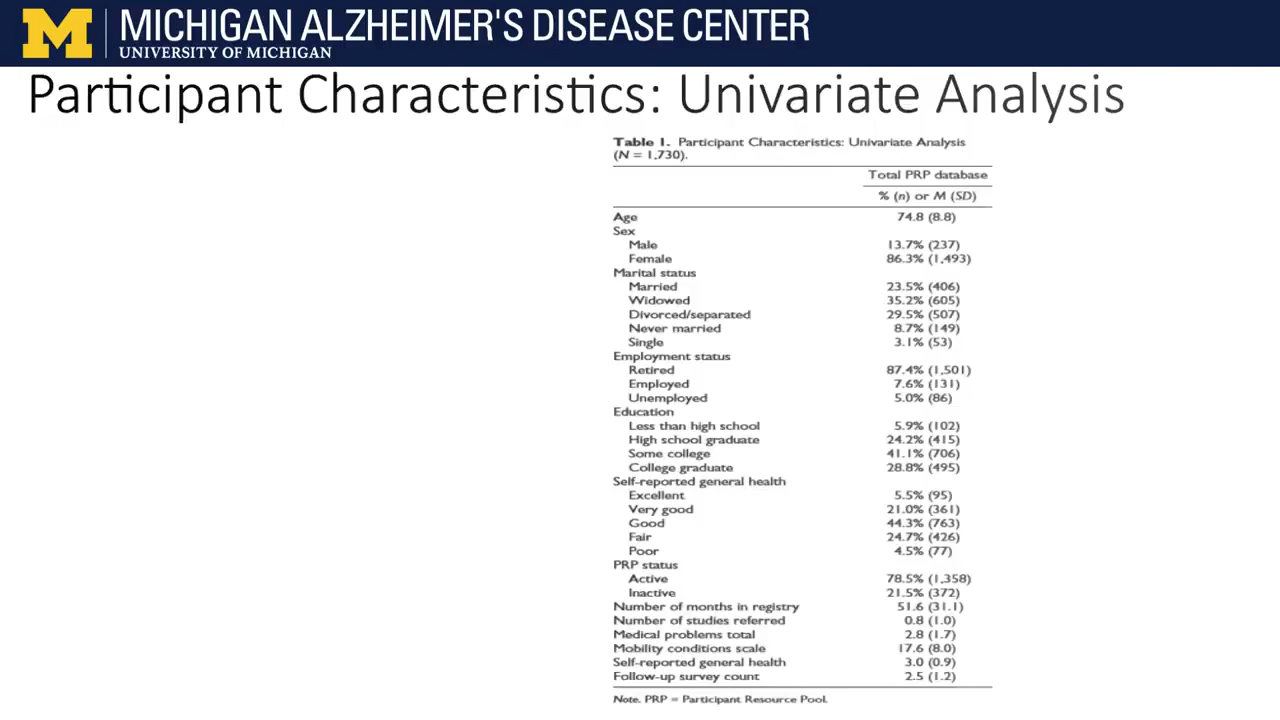 M
MICHIGAN ALZHEIMER'S DISEASE CENTER
UNIVERSITY OF MICHIGAN
Participant Characteristics: Univariate Analysis
Table 1. Participant Characteristics: Univariate Analysis
(N = 1,730).
Total PRP database
% (n) or M (SD)
Age 74.8 (8.8)
Sex
Male 13.7% (237)
Female 86.3% (1,493)
Marital status
Married 23.5% (406)
Widowed 35.2% (605)
Divorced/separated 29.5% (507)
Never married 8.7% (149)
Single 3.1% (53)
Employment status
Retired 87.4% (1,501)
Employed 7.6% (131)
Unemployed 5.0% (86)
Education
Less than high school 5.9% (102)
High school graduate 24.2% (415)
Some college 41.1% (706)
College graduate 28.8% (495)
Self-reported general health
Excellent 5.5% (95)
Very good 21.0% (361)
Good 44.3% (763)
Fair 24.7% (426)
Poor 4.5% (77)
PRP status
Active 78.5% (1,358)
Inactive 21.5% (372)
Number of months in registry 51.6 (31.1)
Number of studies referred 0.8 (1.0)
Medical problems total 2.8 (1.7)
Mobility conditions scale 17.6 (8.0)
Self-reported general health 3.0 (0.9)
Follow-up survey count 2.5 (1.2)
Note. PRP = Participant Resource Pool.